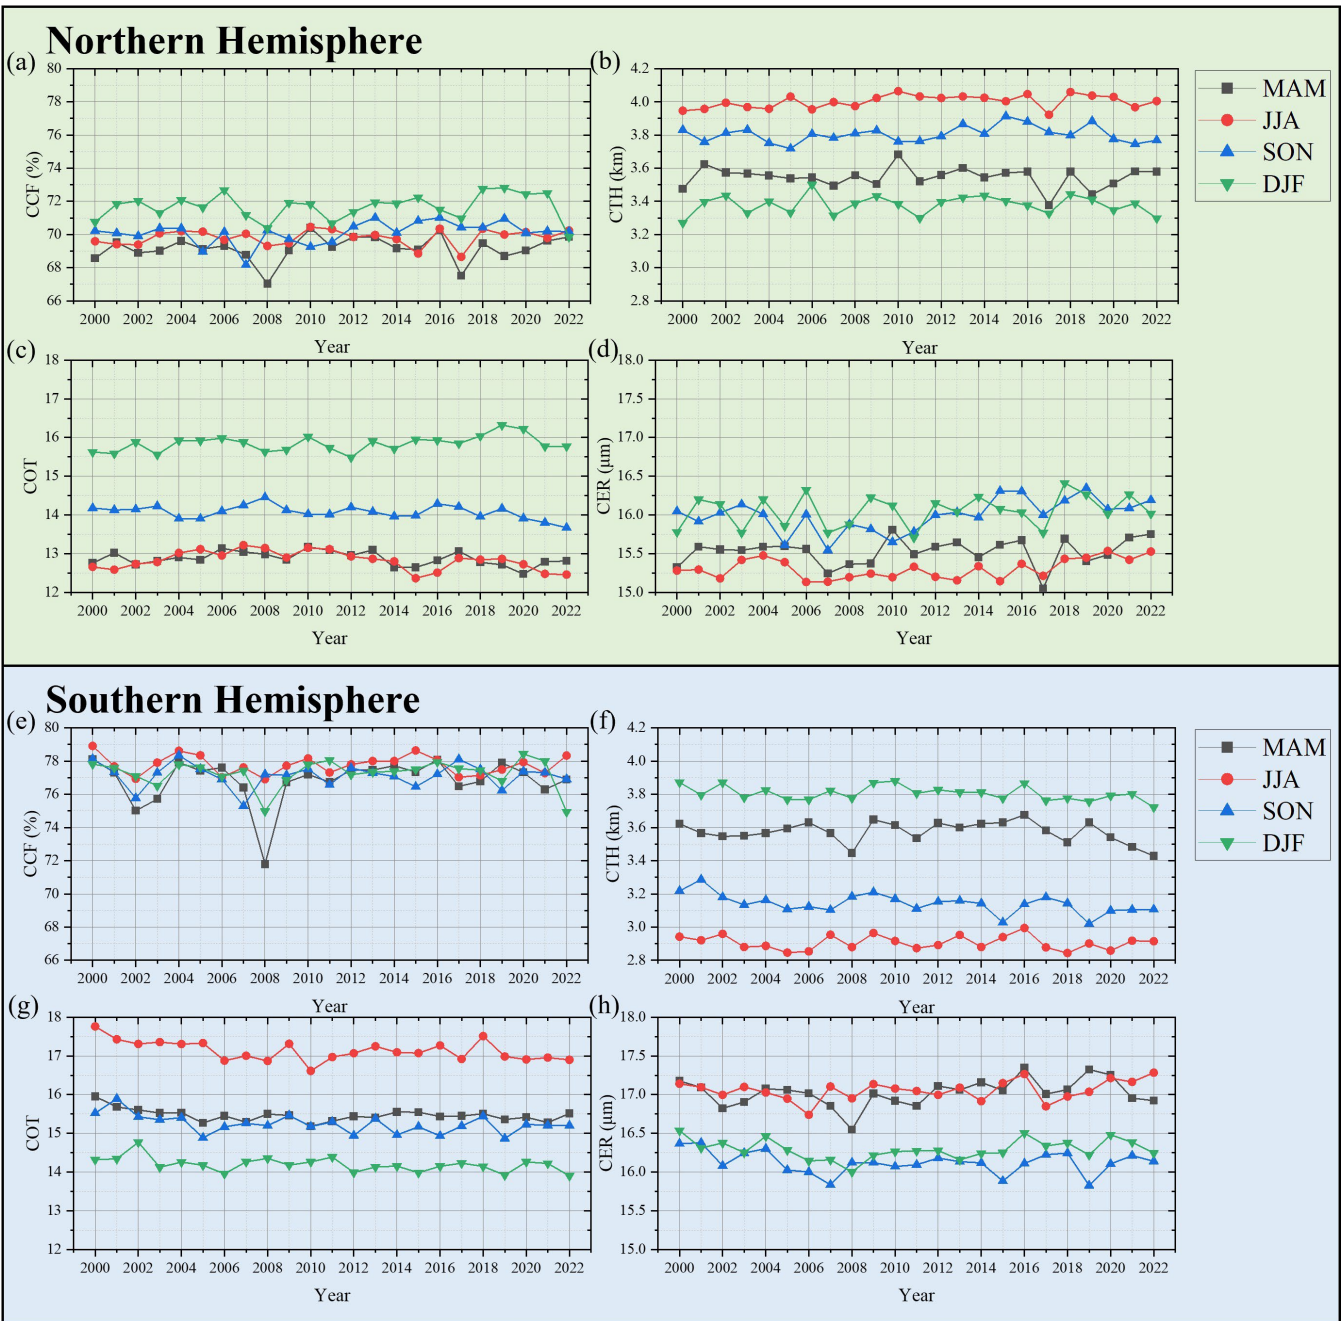 Northern Hemisphere
(a)
80
78
76
74
72
70
68
66
CCF (%)
2000 2002 2004 2006 2008 2010 2012 2014 2016 2018 2020 2022
Year
(b)
4.2
4.0
3.8
3.6
3.4
3.2
3.0
2.8
CTH (km)
2000 2002 2004 2006 2008 2010 2012 2014 2016 2018 2020 2022
Year
MAM
JJA
SON
DJF
(c)
18
17
16
15
14
13
12
COT
2000 2002 2004 2006 2008 2010 2012 2014 2016 2018 2020 2022
Year
(d)
18.0
17.5
17.0
16.5
16.0
15.5
15.0
CER (μm)
2000 2002 2004 2006 2008 2010 2012 2014 2016 2018 2020 2022
Year
Southern Hemisphere
(e)
80
78
76
74
72
70
68
66
CCF (%)
2000 2002 2004 2006 2008 2010 2012 2014 2016 2018 2020 2022
Year
(f)
4.2
4.0
3.8
3.6
3.4
3.2
3.0
2.8
CTH (km)
2000 2002 2004 2006 2008 2010 2012 2014 2016 2018 2020 2022
Year
MAM
JJA
SON
DJF
(g)
18
17
16
15
14
13
12
COT
2000 2002 2004 2006 2008 2010 2012 2014 2016 2018 2020 2022
Year
(h)
18.0
17.5
17.0
16.5
16.0
15.5
15.0
CER (μm)
2000 2002 2004 2006 2008 2010 2012 2014 2016 2018 2020 2022
Year